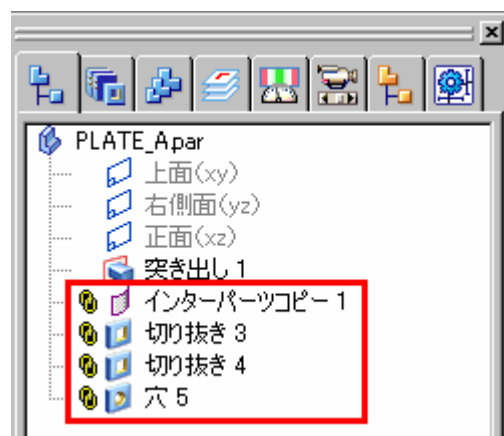 PLATE_A.par
上面(xy)
右側面(yz)
正面(xz)
突き出し 1
インターパーツコピー 1
切り抜き 3
切り抜き 4
穴 5